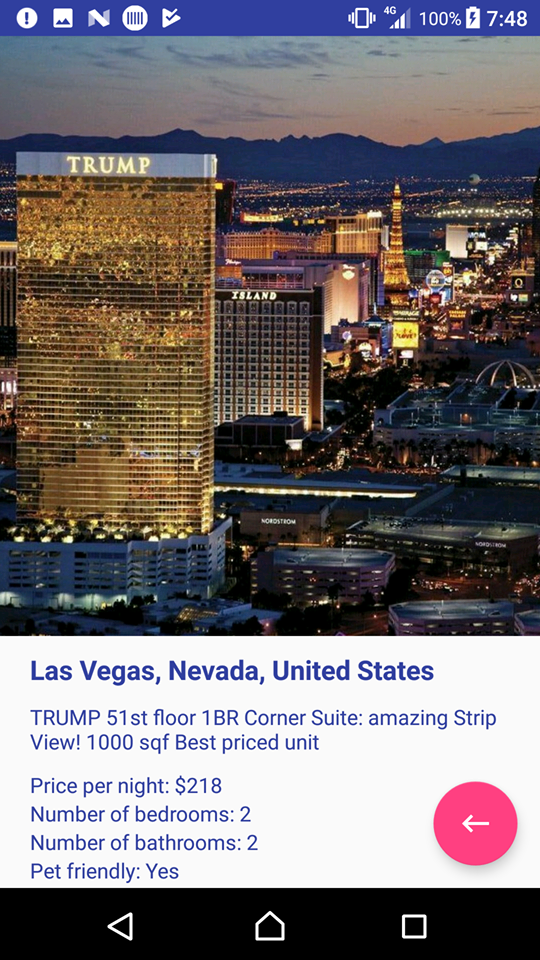 4G 100% 7:48
TRUMP
ISLAND
NORDSTROM
NORDSTROM
Las Vegas, Nevada, United States
TRUMP 51st floor 1BR Corner Suite: amazing Strip
View! 1000 sqf Best priced unit
Price per night: $218
Number of bedrooms: 2
Number of bathrooms: 2
Pet friendly: Yes